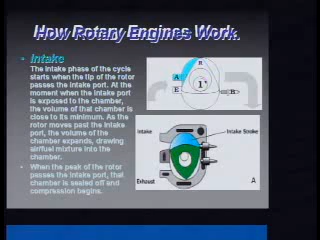 How Rotary Engines Work.
• Intake
The intake phase of the cycle
starts when the tip of the rotor
passes the intake port. At the
moment when the intake port
is exposed to the chamber,
the volume of that chamber is
close to its minimum. As the
rotor moves past the intake
port, the volume of the
chamber expands, drawing
air/fuel mixture into the
chamber.
• When the peak of the rotor
passes the intake port, that
chamber is sealed off and
compression begins.
R
A
E
1
B
Intake
Intake Stroke
Exhaust
A